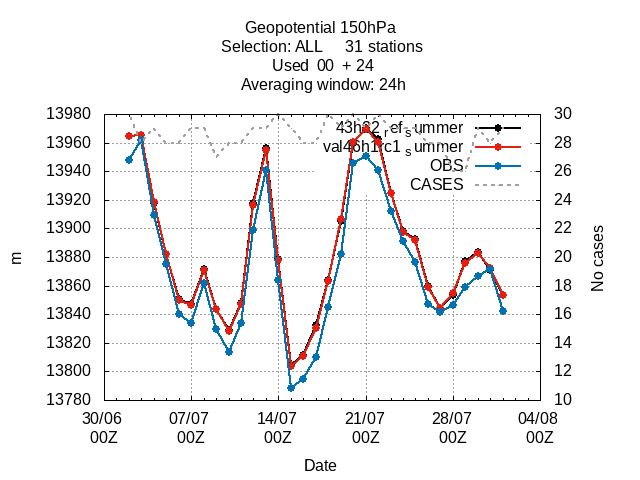 Geopotential 150hPa
Selection: ALL 31 stations
Used 00 + 24
Averaging window: 24h
13980 30
43h22ref_summer
13960 28
val46h1rc1_summer
OBS
13940 26
CASES
13920 24
13900 22
13880 20
m
No cases
13860 18
13840 16
13820 14
13800 12
13780 10
30/06 07/07 14/07 21/07 28/07 04/08
00Z 00Z 00Z 00Z 00Z 00Z
Date